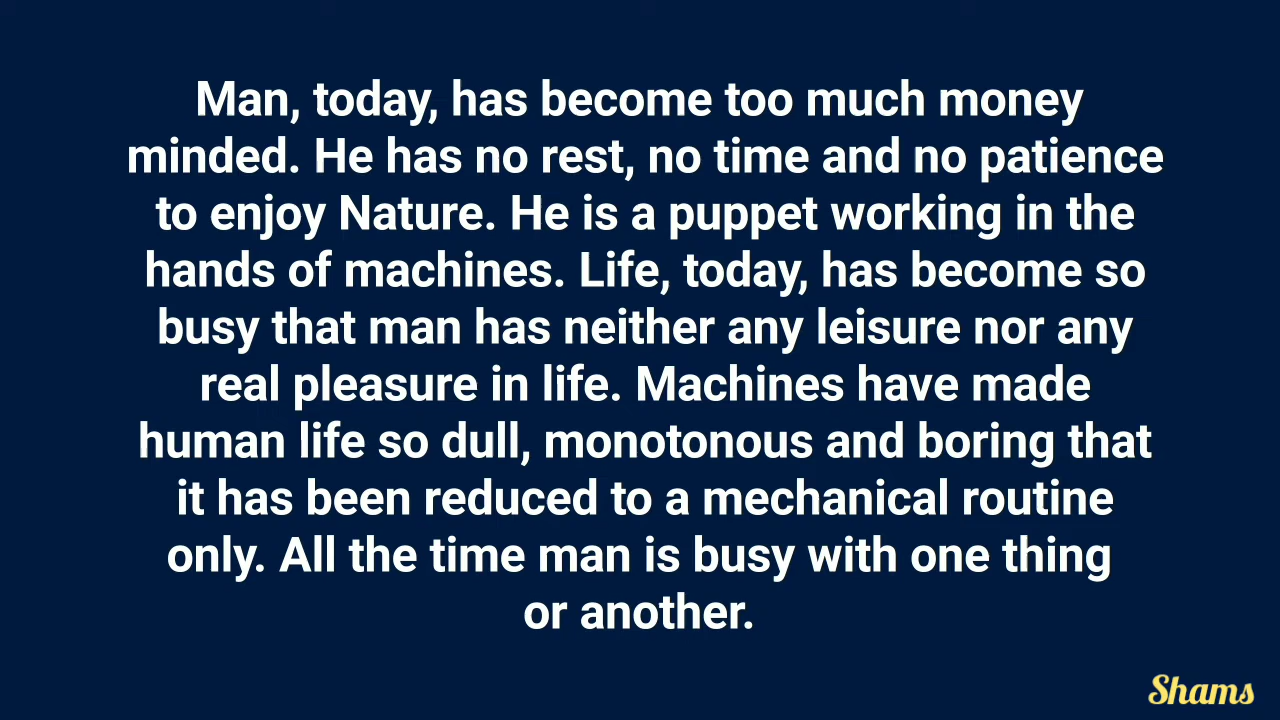 Man, today, has become too much money
minded. He has no rest, no time and no patience
to enjoy Nature. He is a puppet working in the
hands of machines. Life, today, has become so
busy that man has neither any leisure nor any
real pleasure in life. Machines have made
human life so dull, monotonous and boring that
it has been reduced to a mechanical routine
only. All the time man is busy with one thing
or another.
Shams